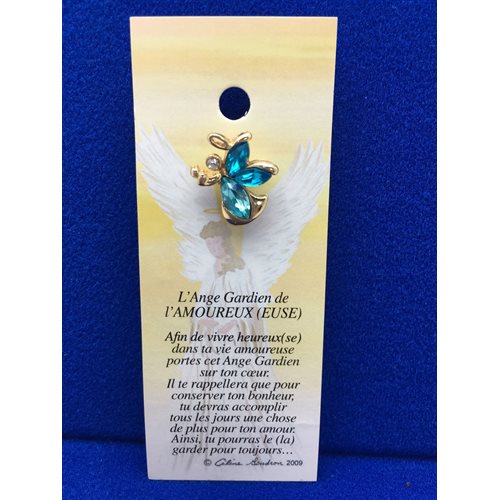 L'Ange Gardien de
l'AMOUREUX (EUSE)
Afin de vivre heureux(se)
dans ta vie amoureuse
portes cet Ange Gardien
sur ton cœur.
Il te rappellera que pour
conserver ton bonheur,
tu devras accomplir
tous les jours une chose
de plus pour ton amour.
Ainsi, tu pourras le (la)
garder pour toujours...
© Céline Gendron 2009